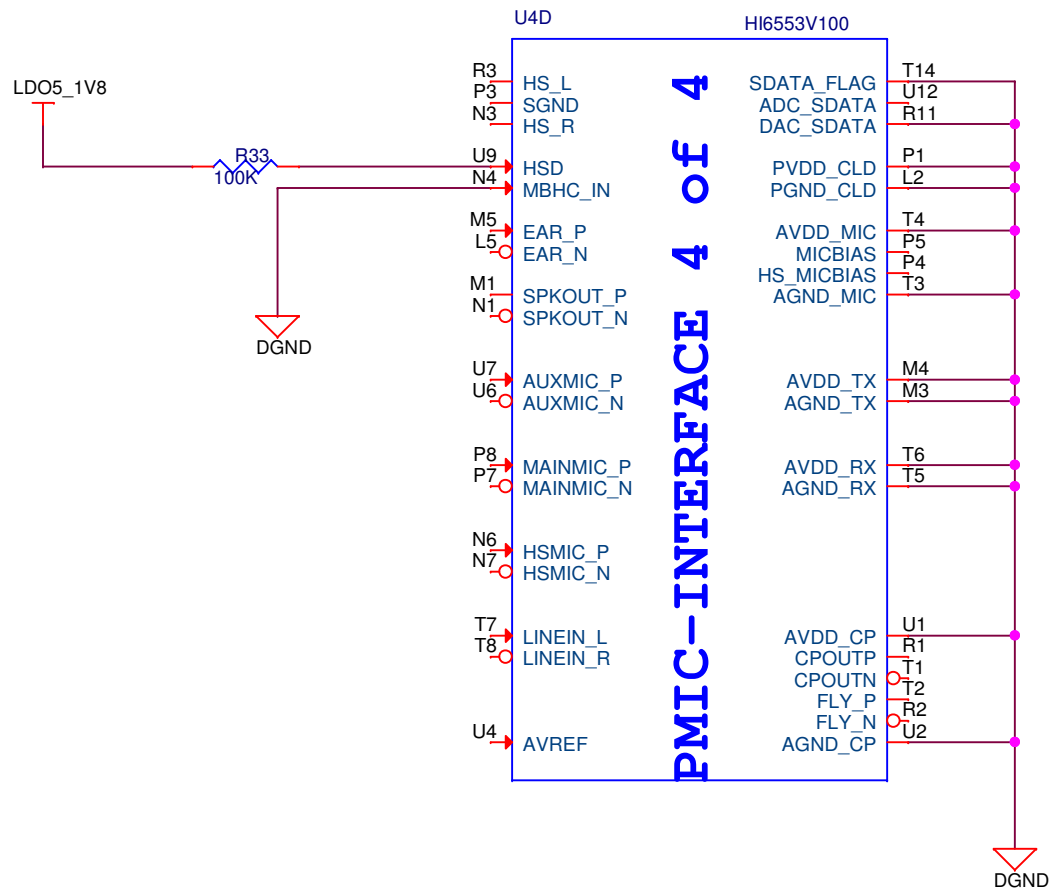 U4D
HI6553V100
LDO5_1V8
R33
100K
DGND
R3 HS_L
P3 SGND
N3 HS_R
U9 HSD
N4 MBHC_IN
M5 EAR_P
L5 EAR_N
M1 SPKOUT_P
N1 SPKOUT_N
U7 AUXMIC_P
U6 AUXMIC_N
P8 MAINMIC_P
P7 MAINMIC_N
N6 HSMIC_P
N7 HSMIC_N
T7 LINEIN_L
T8 LINEIN_R
U4 AVREF
PMIC-INTERFACE 4 of 4
SDATA_FLAG T14
ADC_SDATA U12
DAC_SDATA R11
PVDD_CLD P1
PGND_CLD L2
AVDD_MIC T4
MICBIAS P5
HS_MICBIAS P4
AGND_MIC T3
AVDD_TX M4
AGND_TX M3
AVDD_RX T6
AGND_RX T5
AVDD_CP U1
CPOUTP R1
CPOUTN T1
FLY_P T2
FLY_N R2
AGND_CP U2
DGND